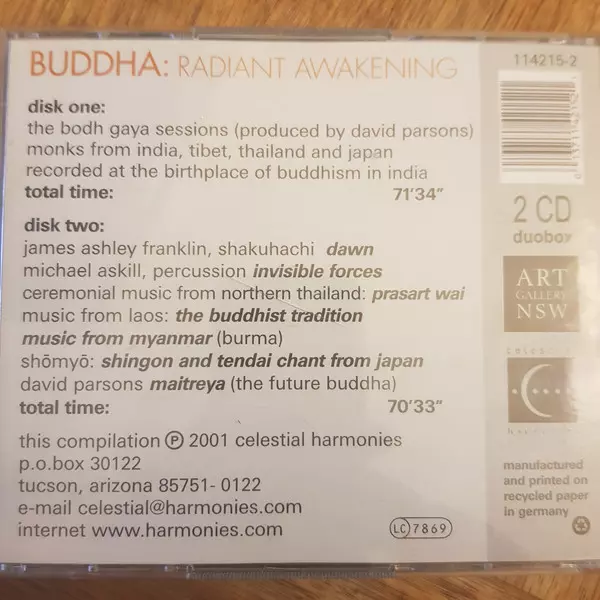 BUDDHA: RADIANT AWAKENING
114215-2
disk one:
the bodh gaya sessions (produced by david parsons)
monks from india, tibet, thailand and japan
recorded at the birthplace of buddhism in india
total time: 71'34"
disk two:
james ashley franklin, shakuhachi dawn
michael askill, percussion invisible forces
ceremonial music from northern thailand: prasart wai
music from laos: the buddhist tradition
music from myanmar (burma)
shōmyō: shingon and tendai chant from japan
david parsons maitreya (the future buddha)
total time: 70'33"
this compilation ℗ 2001 celestial harmonies
p.o.box 30122
tucson, arizona 85751- 0122
e-mail celestial@harmonies.com
internet www.harmonies.com
LC 7869
2 CD
duobox
ART
GALLERY
NSW
manufactured
and printed on
recycled paper
in germany